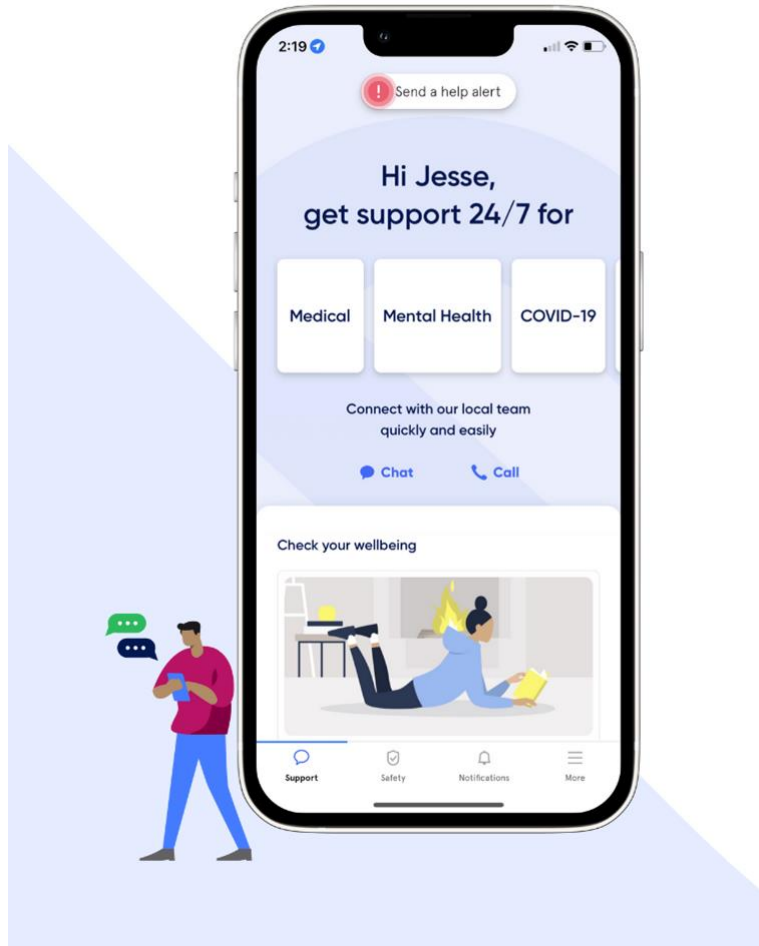 2:19
Send a help alert
Hi Jesse,
get support 24/7 for
Medical
Mental Health
COVID-19
Connect with our local team
quickly and easily
Chat
Call
Check your wellbeing
Support
Safety
Notifications
More